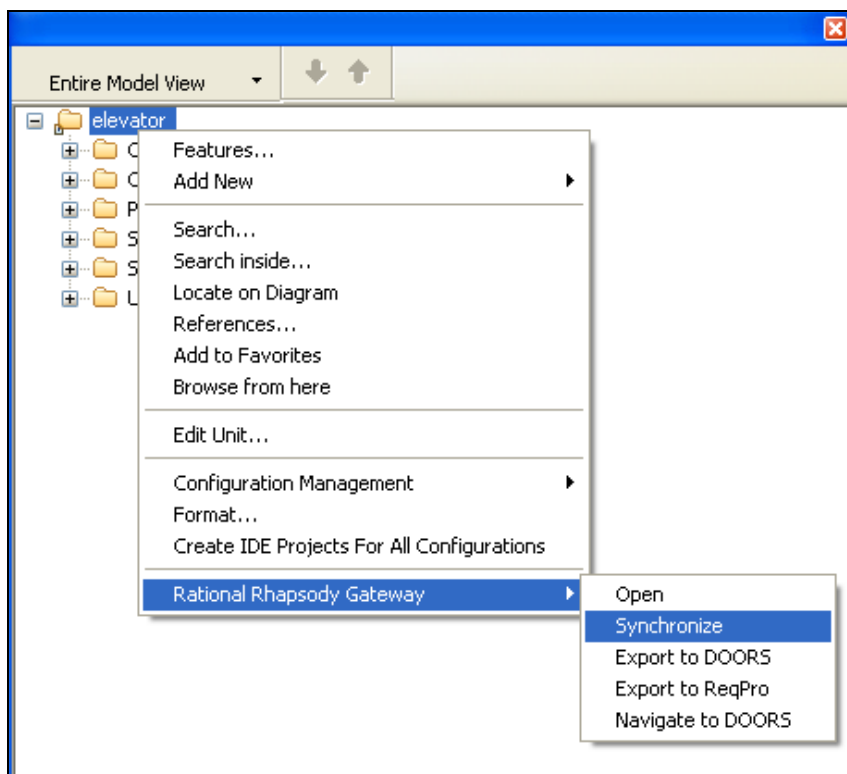 Entire Model View
elevator
C
C
P
S
S
L
Features...
Add New
Search...
Search inside...
Locate on Diagram
References...
Add to Favorites
Browse from here
Edit Unit...
Configuration Management
Format...
Create IDE Projects For All Configurations
Rational Rhapsody Gateway
Open
Synchronize
Export to DOORS
Export to ReqPro
Navigate to DOORS